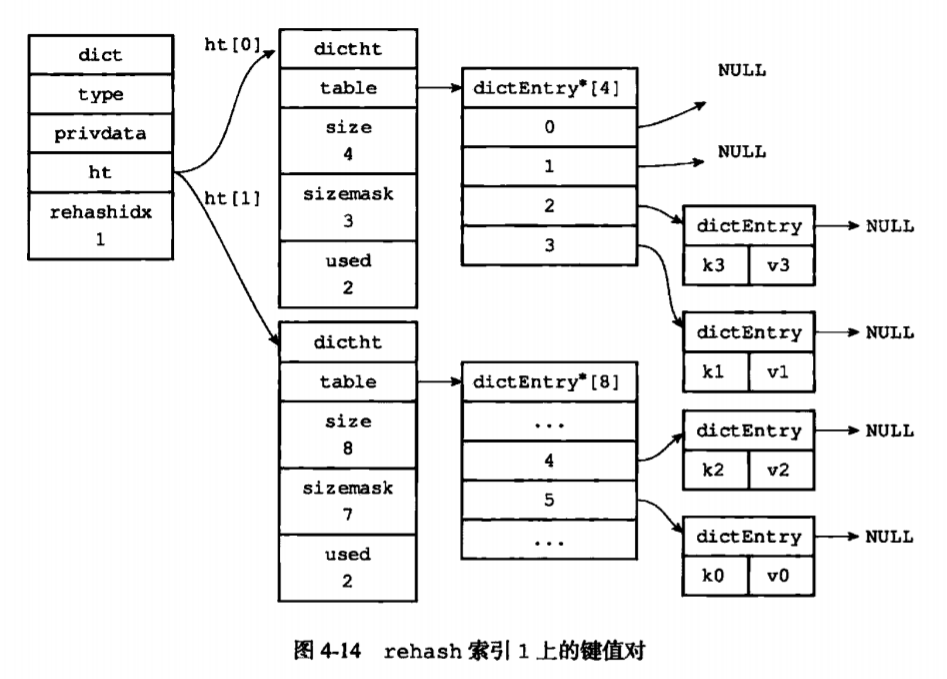 dict
type
privdata
ht
rehashidx
1
ht[0]
ht[1]
dictht
table
size
4
sizemask
3
used
2
dictEntry*[4]
0
1
2
3
NULL
NULL
dictEntry
k3 v3
NULL
dictEntry
k1 v1
NULL
dictht
table
size
8
sizemask
7
used
2
dictEntry*[8]
...
4
5
...
dictEntry
k2 v2
NULL
dictEntry
k0 v0
NULL
图 4-14 rehash 索引 1 上的键值对